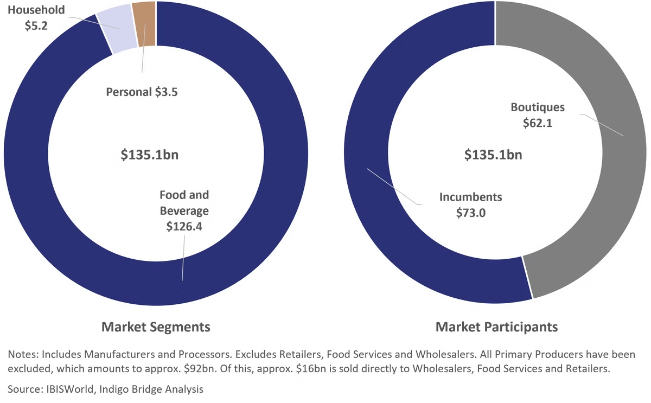 Household
$5.2
Personal $3.5
$135.1bn
Food and
Beverage
$126.4
Market Segments
Boutiques
$62.1
$135.1bn
Incumbents
$73.0
Market Participants
Notes: Includes Manufacturers and Processors. Excludes Retailers, Food Services and Wholesalers. All Primary Producers have been
excluded, which amounts to approx. $92bn. Of this, approx. $16bn is sold directly to Wholesalers, Food Services and Retailers.
Source: IBISWorld, Indigo Bridge Analysis